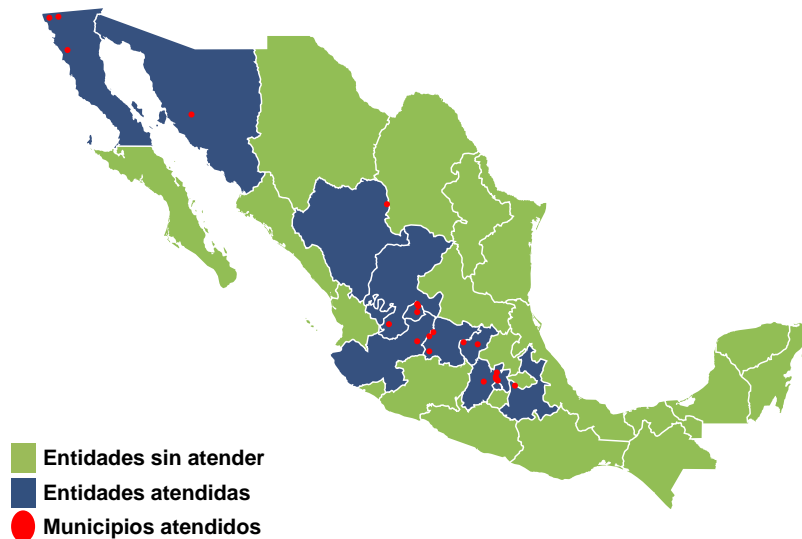 Entidades sin atender
Entidades atendidas
Municipios atendidos